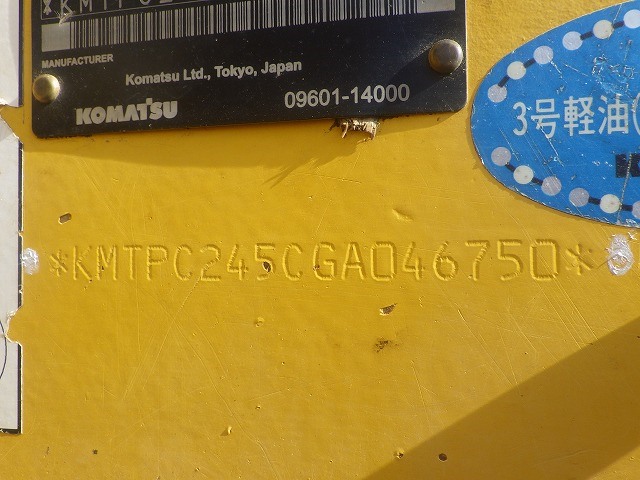 MANUFACTURER
Komatsu Ltd., Tokyo, Japan
KOMATSU
09601-14000
3号軽油
*KMTPC245CGA046750*